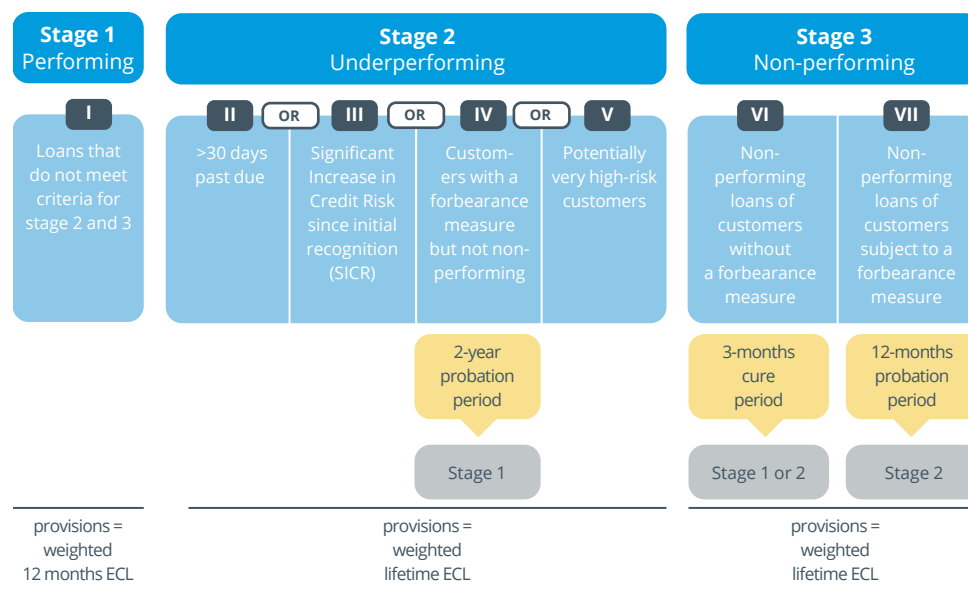 Stage 1
Performing
Stage 2
Underperforming
Stage 3
Non-performing
I
II
OR
III
OR
IV
OR
V
VI
VII
Loans that
do not meet
criteria for
stage 2 and 3
>30 days
past due
Significant
Increase in
Credit Risk
since initial
recognition
(SICR)
Custom-
ers with a
forbearance
measure
but not non-
performing
Potentially
very high-risk
customers
Non-
performing
loans of
customers
without
a forbearance
measure
Non-
performing
loans of
customers
subject to a
forbearance
measure
2-year
probation
period
3-months
cure
period
12-months
probation
period
Stage 1
Stage 1 or 2
Stage 2
provisions =
weighted
12 months ECL
provisions =
weighted
lifetime ECL
provisions =
weighted
lifetime ECL